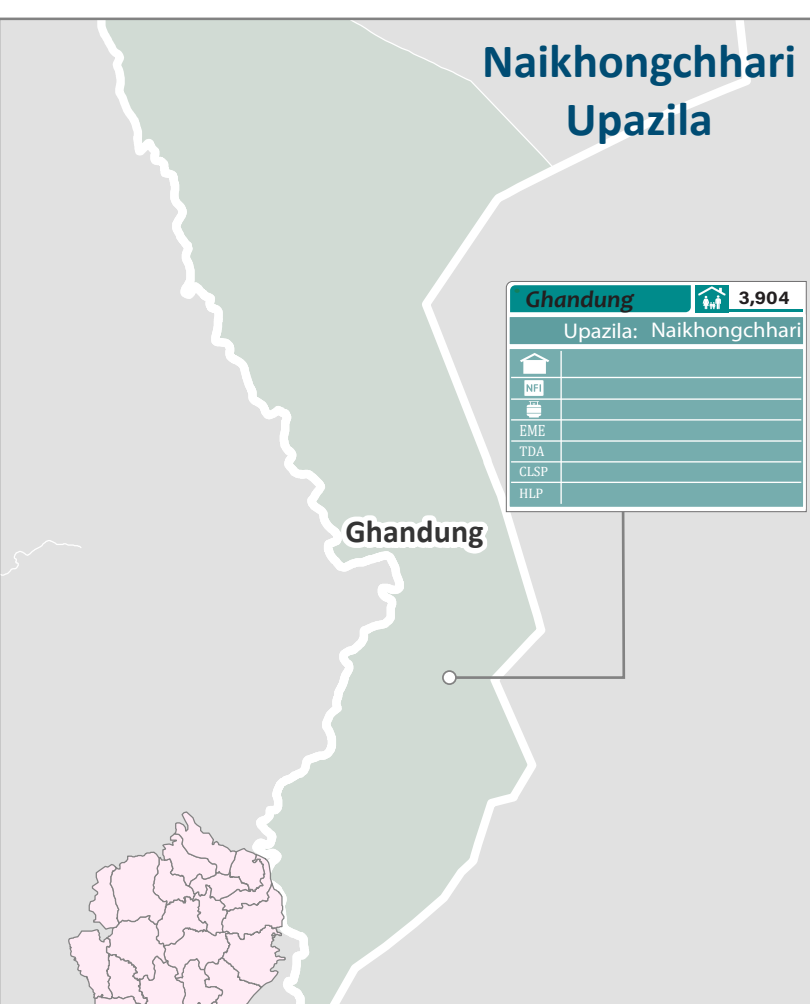 Naikhongchhari
Upazila
Ghandung 3,904
Upazila: Naikhongchhari
NFI
EME
TDA
CLSP
HLP
Ghandung